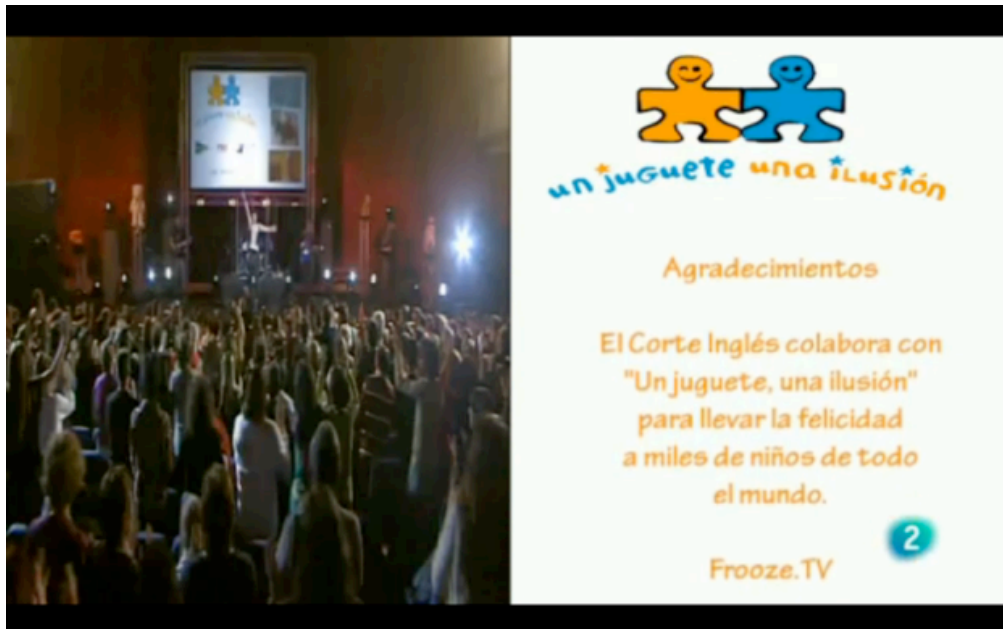 un juguete una iLusión
Agradecimientos
El Corte Inglés colabora con
"Un juguete, una ilusión"
para llevar la felicidad
a miles de niños de todo
el mundo.
2
Frooze.TV